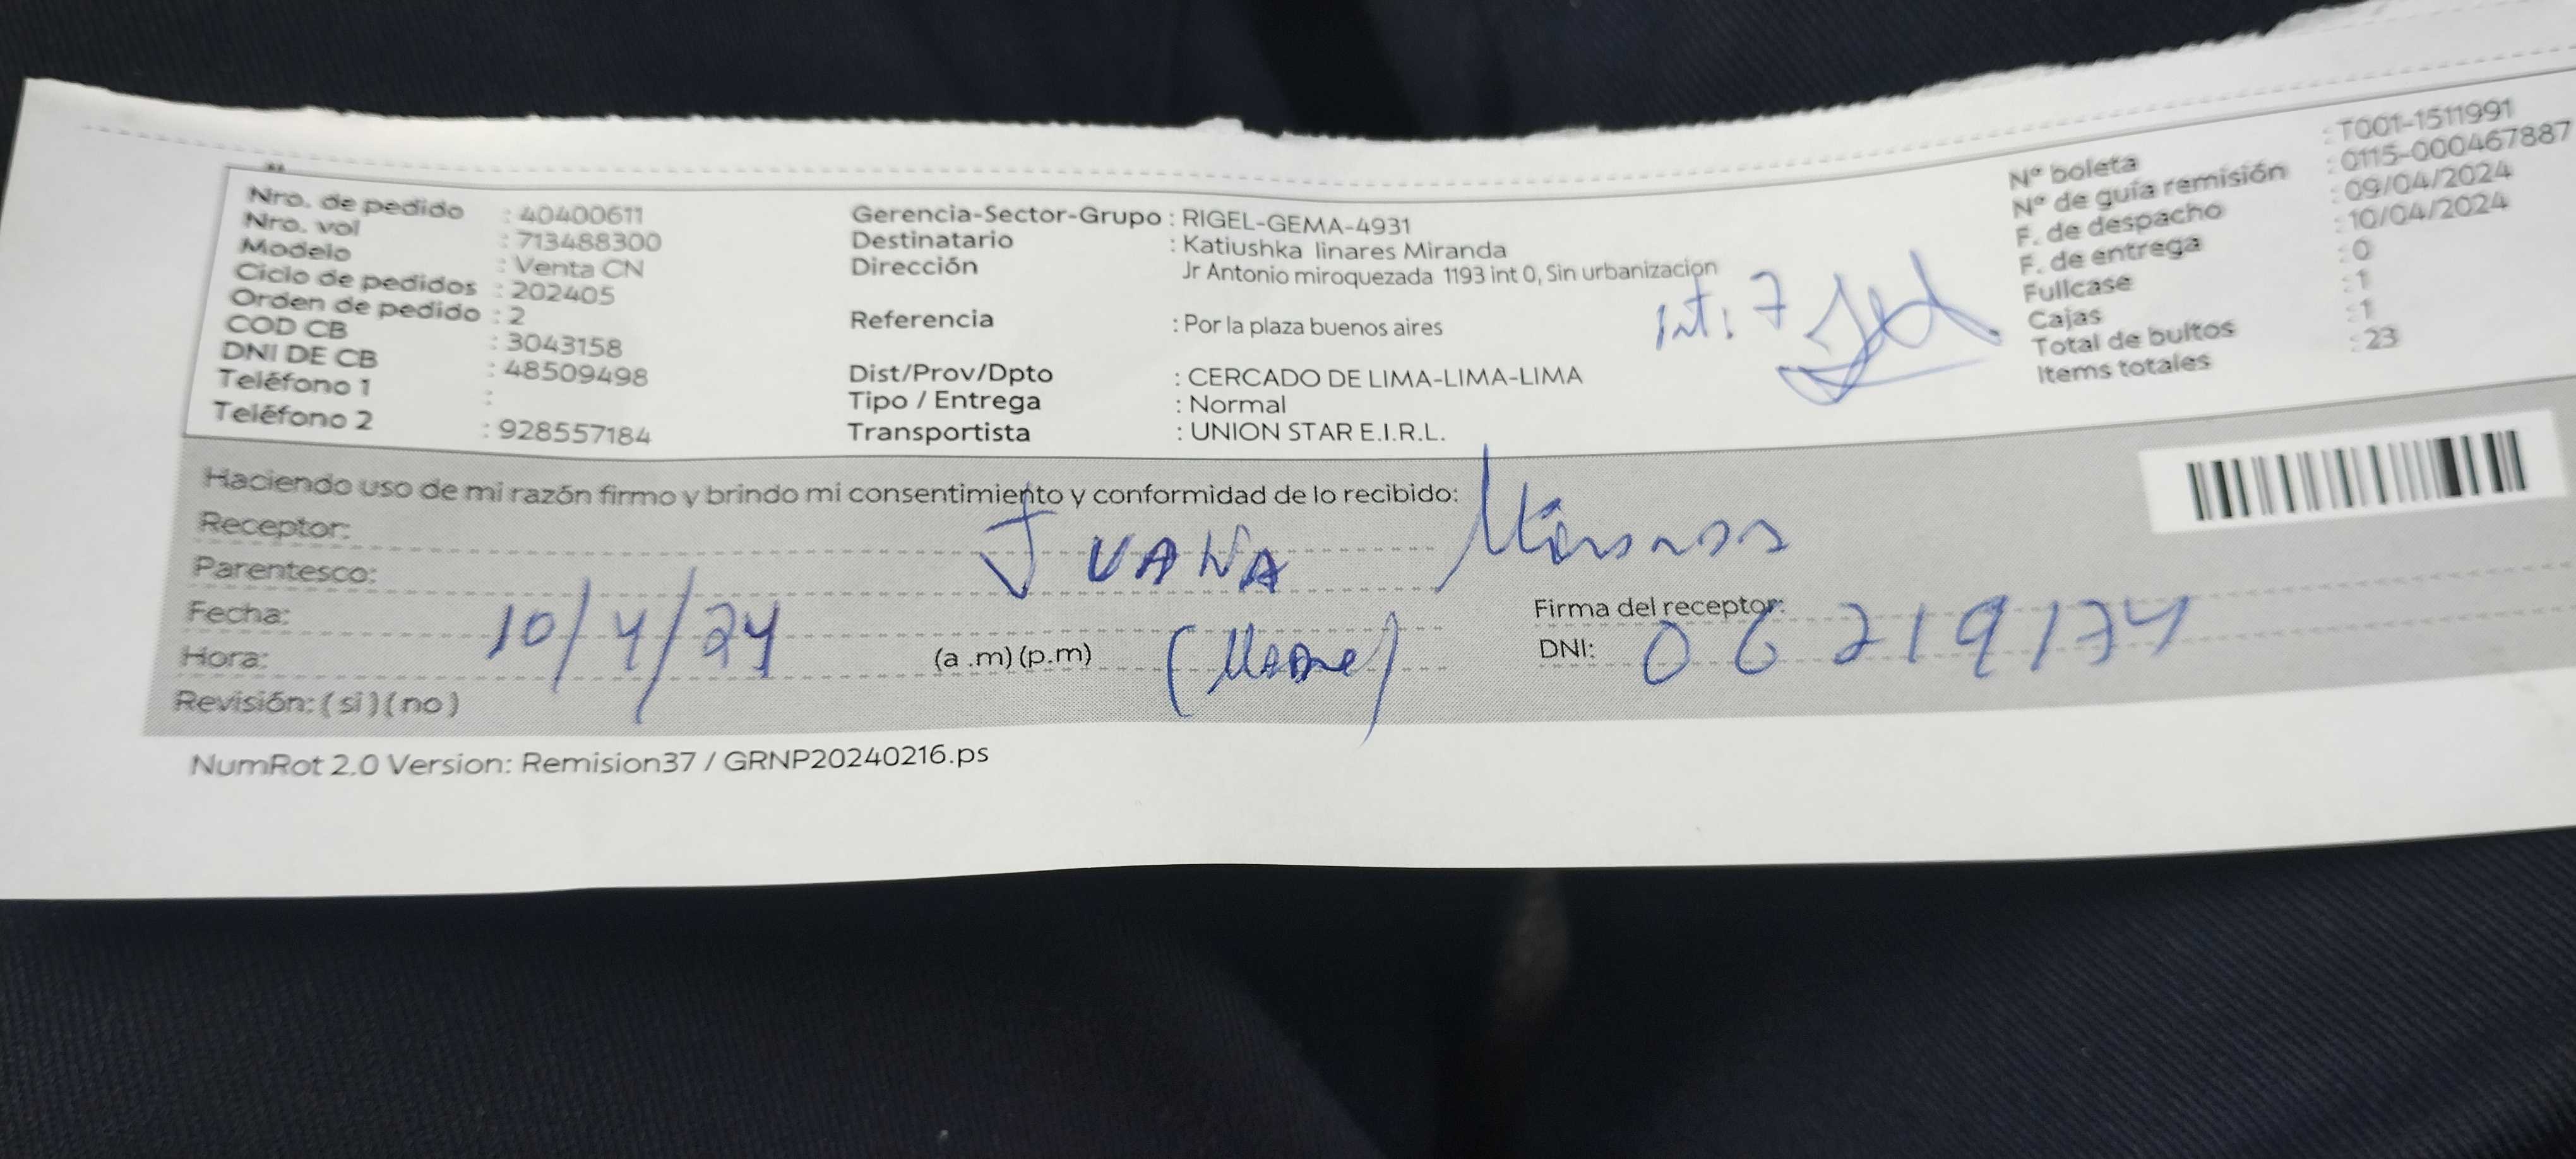 Nro. de pedido : 40400611
Nro. vol : 713488300
Modelo : Venta CN
Ciclo de pedidos : 202405
Orden de pedido : 2
COD CB : 3043158
DNI DE CB : 48509498
Teléfono 1 :
Teléfono 2 : 928557184
Gerencia-Sector-Grupo : RIGEL-GEMA-4931
Destinatario : Katiushka linares Miranda
Dirección Jr Antonio miroquezada 1193 int 0, Sin urbanizacion
Int: 7
Referencia : Por la plaza buenos aires
Dist/Prov/Dpto : CERCADO DE LIMA-LIMA-LIMA
Tipo / Entrega : Normal
Transportista : UNION STAR E.I.R.L.
Nº boleta : T001-1511991
Nº de guía remisión : 0115-000467887
F. de despacho : 09/04/2024
F. de entrega : 10/04/2024
Fullcase : 0
Cajas : 1
Total de bultos : 1
Items totales : 23
Haciendo uso de mi razón firmo y brindo mi consentimiento y conformidad de lo recibido:
Receptor: JUANA
Parentesco:
Fecha: 10/4/24
Firma del receptor:
Hora: (a .m) (p.m) (Madre)
DNI: 06219174
Revisión: ( si ) ( no )
NumRot 2.0 Version: Remision37 / GRNP20240216.ps